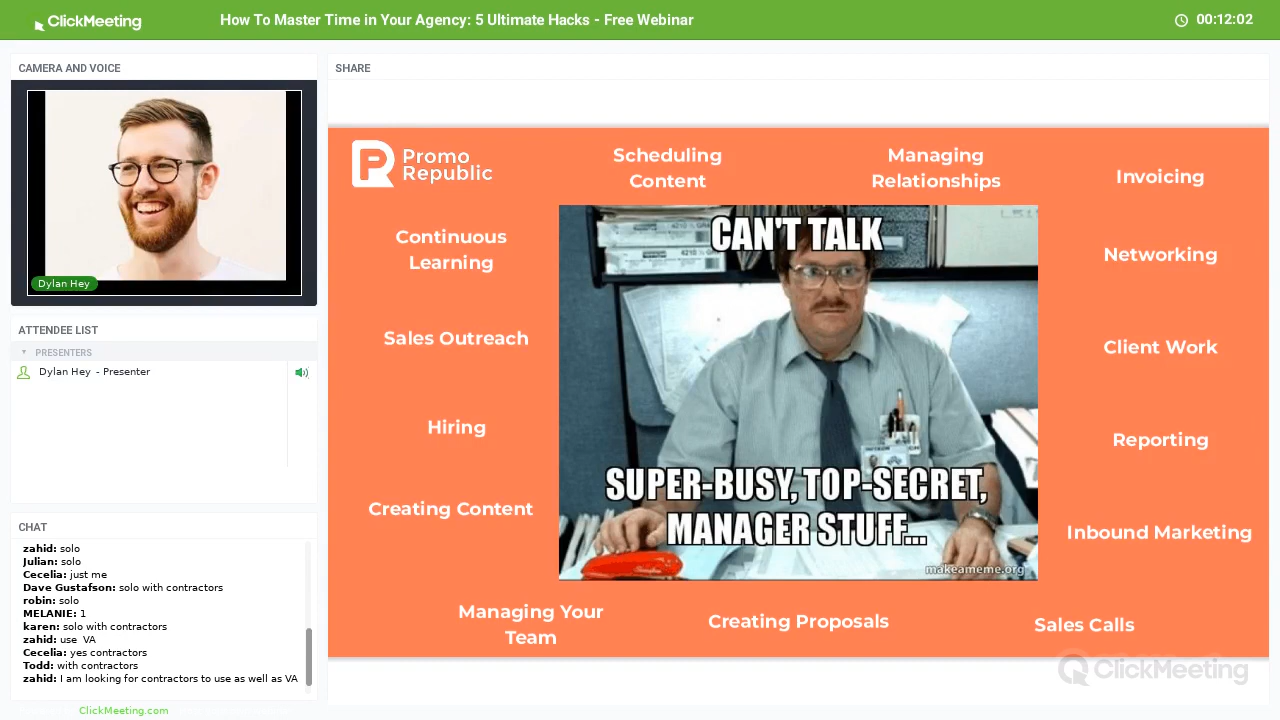 ClickMeeting
How To Master Time in Your Agency: 5 Ultimate Hacks - Free Webinar
00:12:02
CAMERA AND VOICE
Dylan Hey
ATTENDEE LIST
PRESENTERS
Dylan Hey - Presenter
CHAT
zahid: solo
Julian: solo
Cecelia: just me
Dave Gustafson: solo with contractors
robin: solo
MELANIE: 1
karen: solo with contractors
zahid: use VA
Cecelia: yes contractors
Todd: with contractors
zahid: I am looking for contractors to use as well as VA
ClickMeeting.com
SHARE
Promo
Republic
Scheduling
Content
Managing
Relationships
Invoicing
Continuous
Learning
Networking
Sales Outreach
Client Work
Hiring
Reporting
Creating Content
Inbound Marketing
Managing Your
Team
Creating Proposals
Sales Calls
CAN'T TALK
SUPER-BUSY, TOP-SECRET,
MANAGER STUFF...
makeameme.org
ClickMeeting